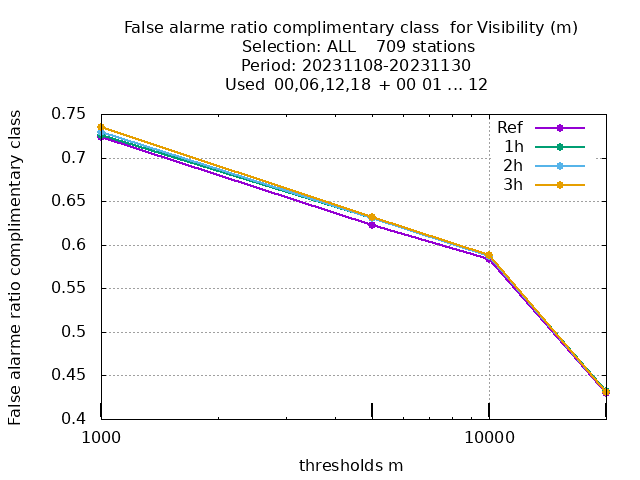 False alarme ratio complimentary class  for Visibility (m)
Selection: ALL    709 stations
Period: 20231108-20231130
Used  00,06,12,18  + 00 01 ... 12
False alarme ratio complimentary class
0.75
0.7
0.65
0.6
0.55
0.5
0.45
0.4
Ref
1h
2h
3h
1000
10000
thresholds m